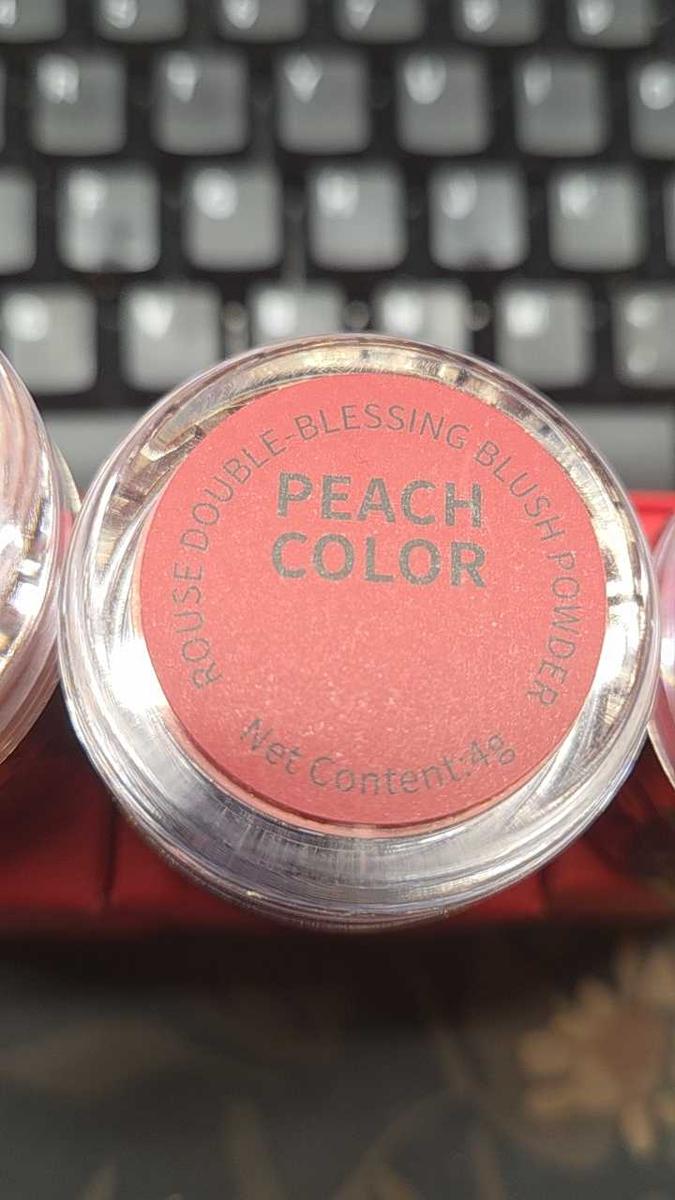 ROUSE DOUBLE-BLESSING BLUSH POWDER
PEACH
COLOR
Net Content:4g